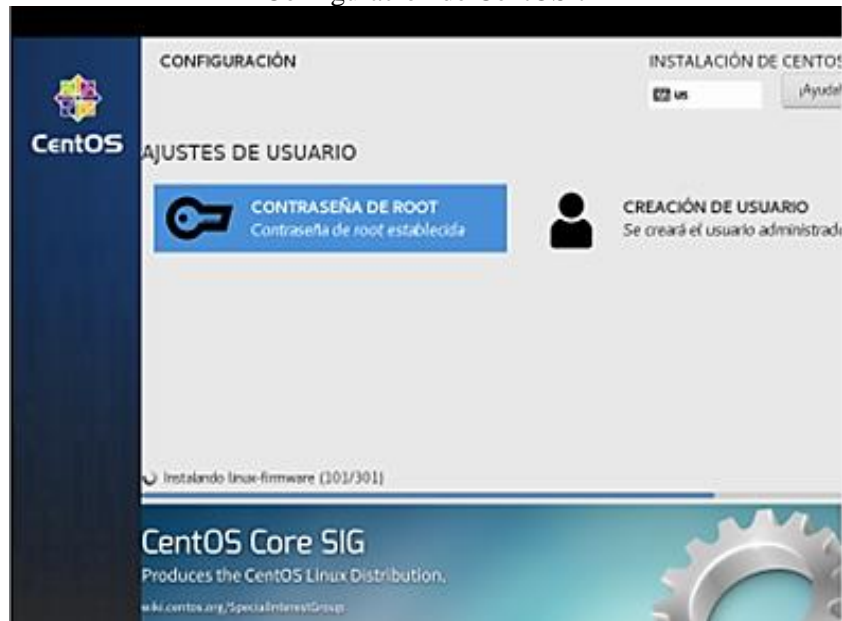 CONFIGURACIÓN
INSTALACIÓN DE CENTOS
us
¡Ayuda!
CentOS
AJUSTES DE USUARIO
CONTRASEÑA DE ROOT
Contraseña de root establecida
CREACIÓN DE USUARIO
Se creará el usuario administrado
Instalando linux-firmware (101/301)
CentOS Core SIG
Produces the CentOS Linux Distribution.
wiki.centos.org/SpecialInterestGroup